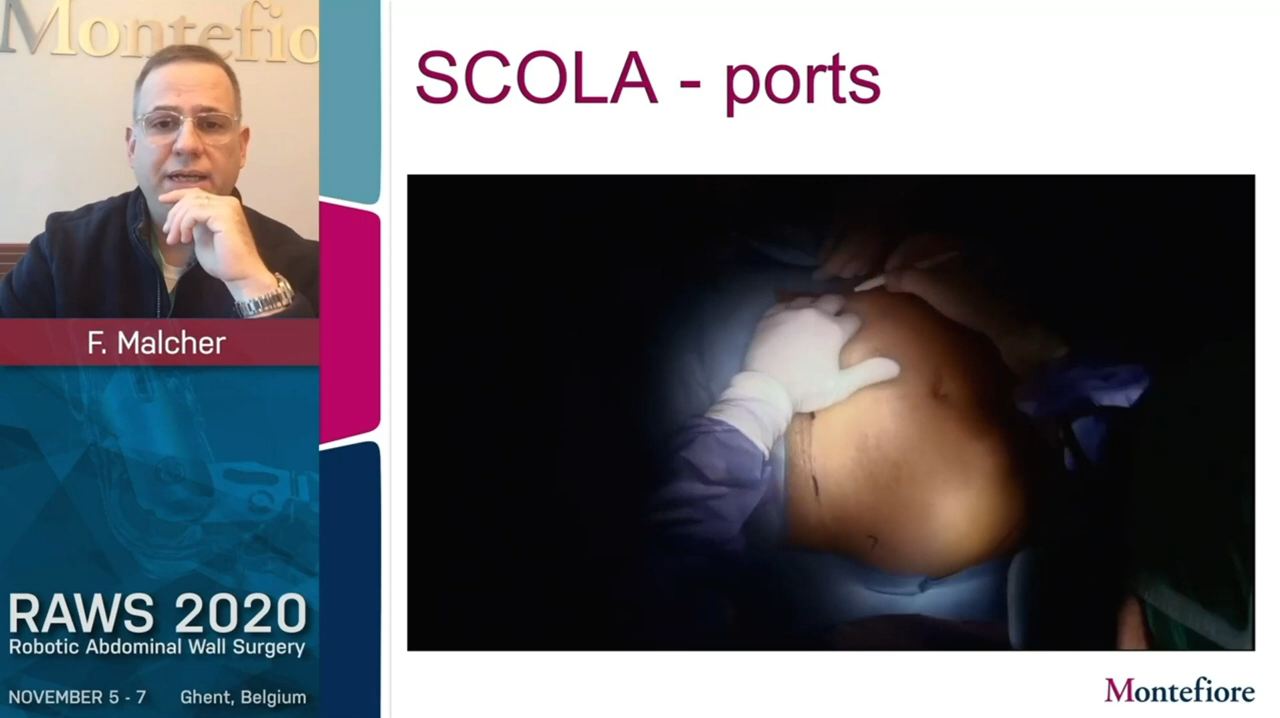 Montefio
F. Malcher
RAWS 2020
Robotic Abdominal Wall Surgery
NOVEMBER 5 - 7 Ghent, Belgium
SCOLA - ports
Montefiore